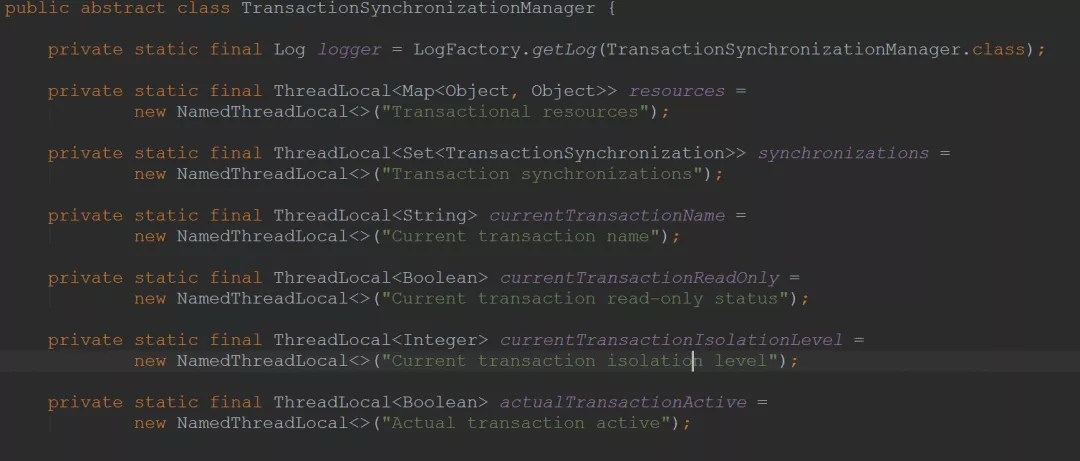 public abstract class TransactionSynchronizationManager {
private static final Log logger = LogFactory.getLog(TransactionSynchronizationManager.class);
private static final ThreadLocal<Map<Object, Object>> resources =
new NamedThreadLocal<>("Transactional resources");
private static final ThreadLocal<Set<TransactionSynchronization>> synchronizations =
new NamedThreadLocal<>("Transaction synchronizations");
private static final ThreadLocal<String> currentTransactionName =
new NamedThreadLocal<>("Current transaction name");
private static final ThreadLocal<Boolean> currentTransactionReadOnly =
new NamedThreadLocal<>("Current transaction read-only status");
private static final ThreadLocal<Integer> currentTransactionIsolationLevel =
new NamedThreadLocal<>("Current transaction isolation level");
private static final ThreadLocal<Boolean> actualTransactionActive =
new NamedThreadLocal<>("Actual transaction active");